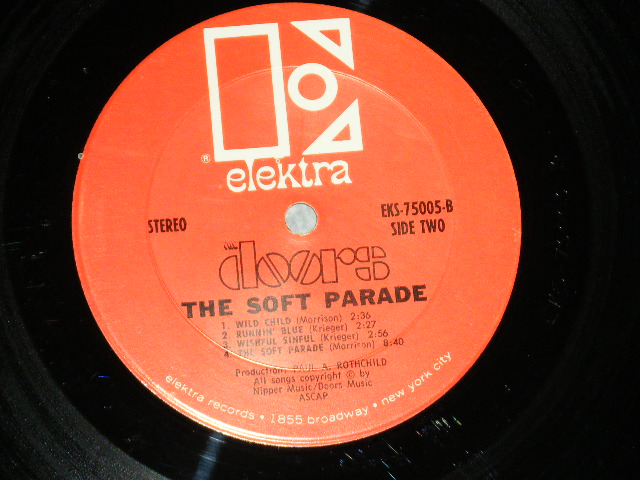 ®
elektra
STEREO
EKS-75005-B
SIDE TWO
the doors
THE SOFT PARADE
1. WILD CHILD (Morrison) 2:36
2. RUNNIN' BLUE (Krieger) 2:27
3. WISHFUL SINFUL (Krieger) 2:56
4. THE SOFT PARADE (Morrison) 8:40
Production: PAUL A. ROTHCHILD
All songs copyright © by
Nipper Music/Doors Music
ASCAP
elektra records • 1855 broadway • new york city